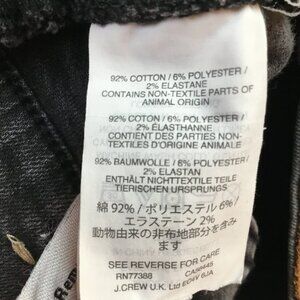 92% COTTON / 6% POLYESTER /
2% ELASTANE
CONTAINS NON-TEXTILE PARTS OF
ANIMAL ORIGIN
92% COTON / 6% POLYESTER /
2% ÉLASTHANNE
CONTIENT DES PARTIES NON-
TEXTILES D'ORIGINE ANIMALE
92% BAUMWOLLE / 6% POLYESTER /
2% ELASTAN
ENTHÄLT NICHTTEXTILE TEILE
TIERISCHEN URSPRUNGS
綿 92% / ポリエステル 6% /
エラステーン 2%
動物由来の非布地部分を含み
ます
SEE REVERSE FOR CARE
RN77388
J.CREW U.K. Ltd EC4V 6JA